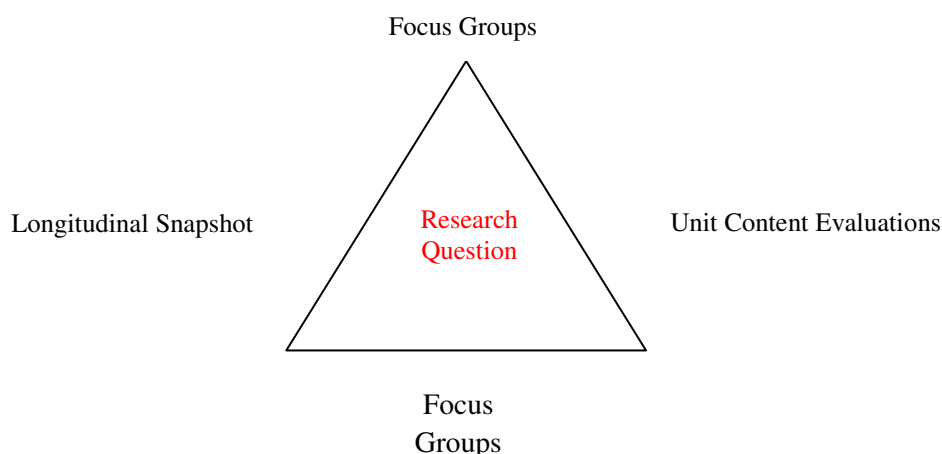 Focus Groups
Longitudinal Snapshot
Research
Question
Unit Content Evaluations
Focus
Groups